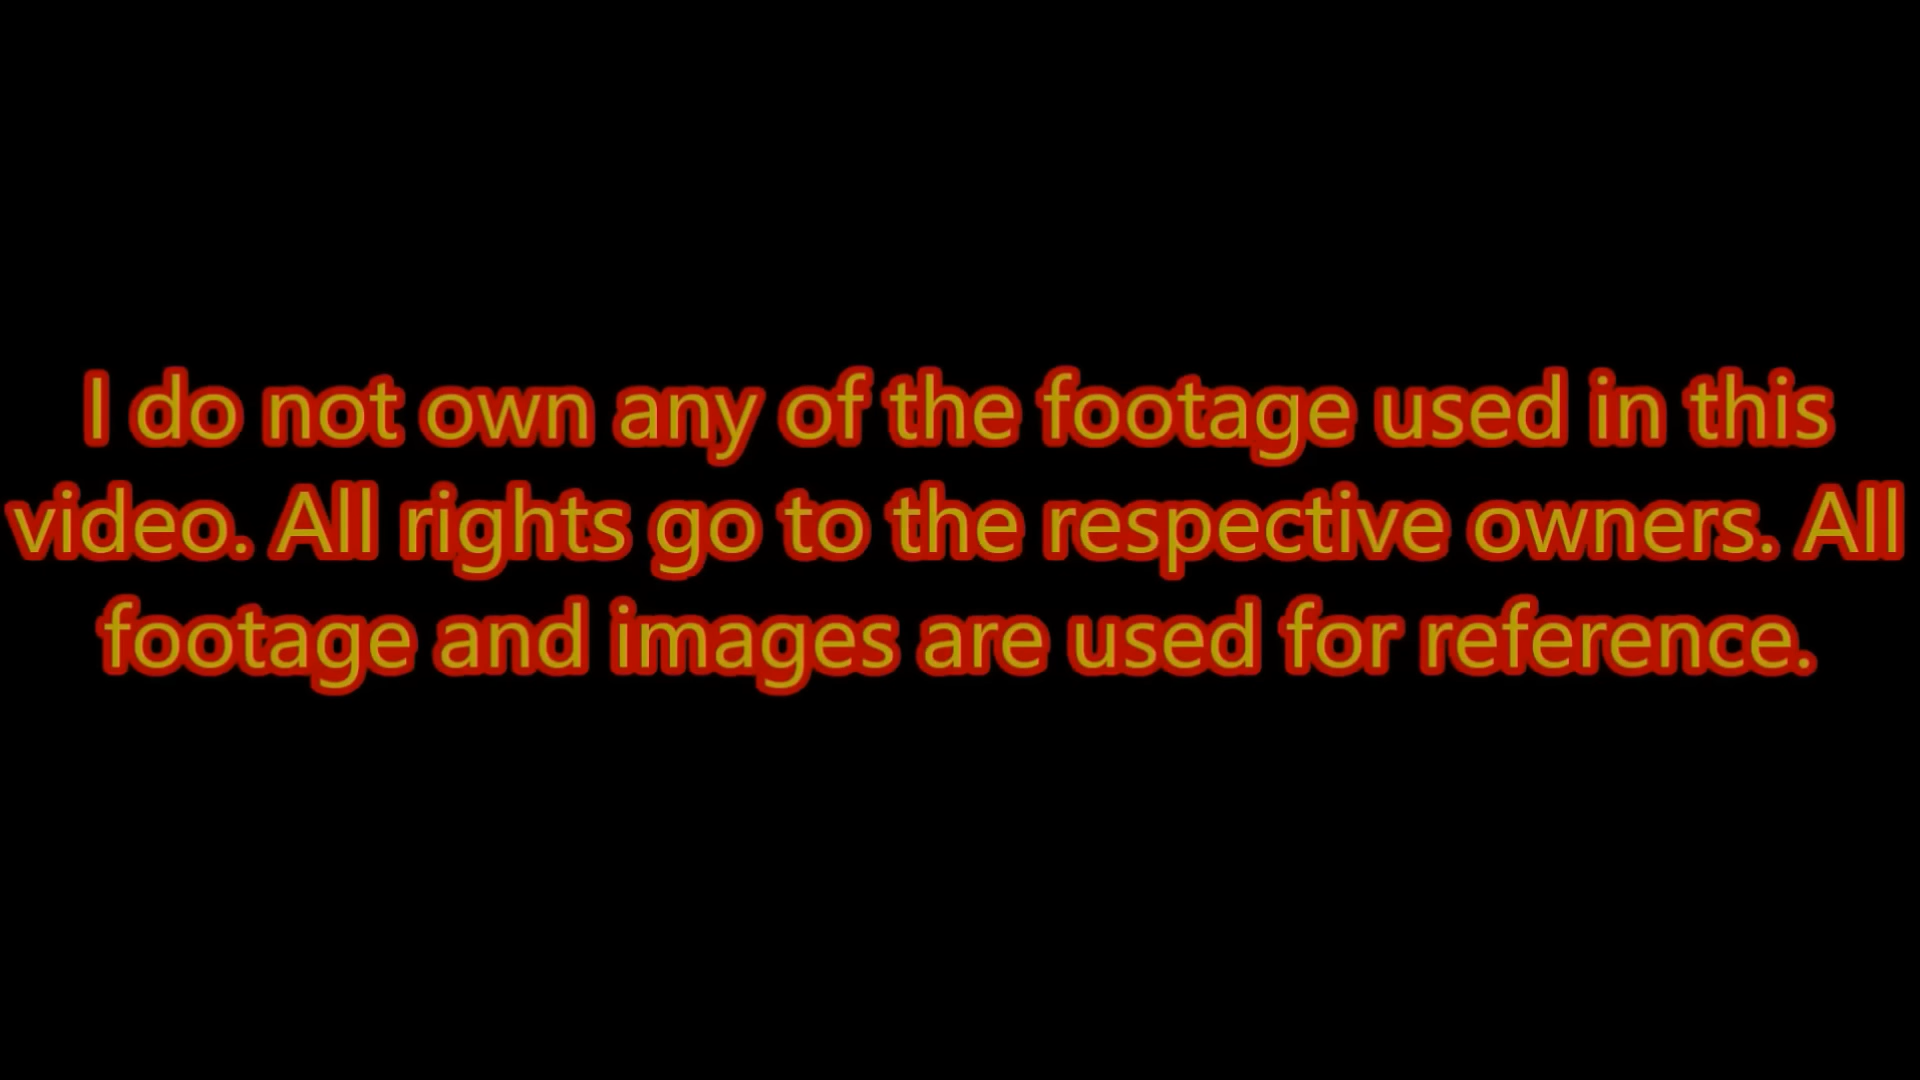 I do not own any of the footage used in this
video. All rights go to the respective owners. All
footage and images are used for reference.